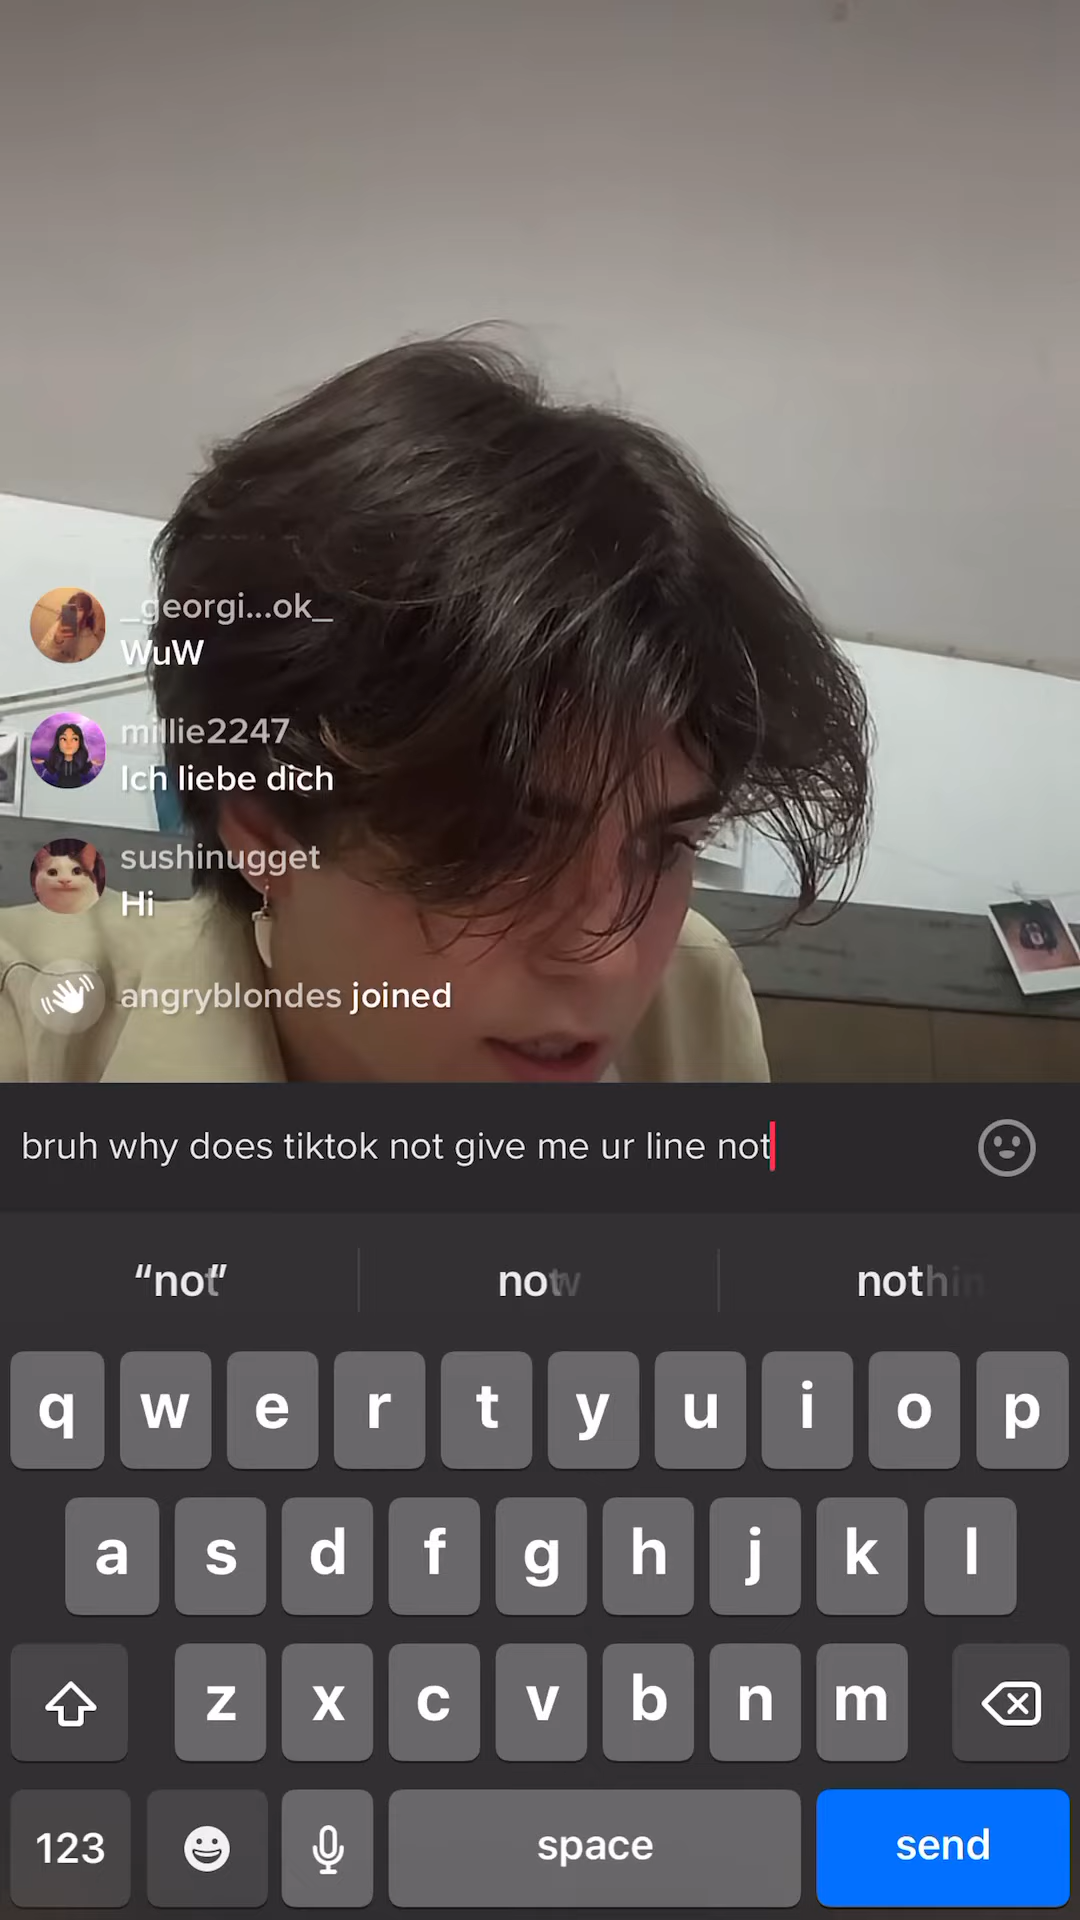 _georgi...ok_
WuW
millie2247
Ich liebe dich
sushinugget
Hi
angryblondes joined
bruh why does tiktok not give me ur line not
“not” now nothin
q w e r t y u i o p
a s d f g h j k l
z x c v b n m
123 space send